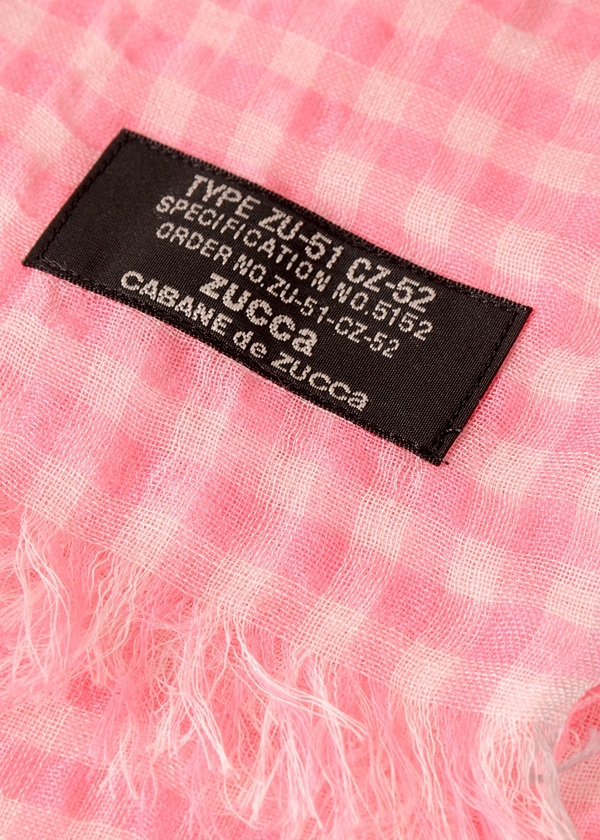 TYPE ZU-51 CZ-52
SPECIFICATION NO.5152
ORDER NO.ZU-51-CZ-52
zucca
CABANE de zucca